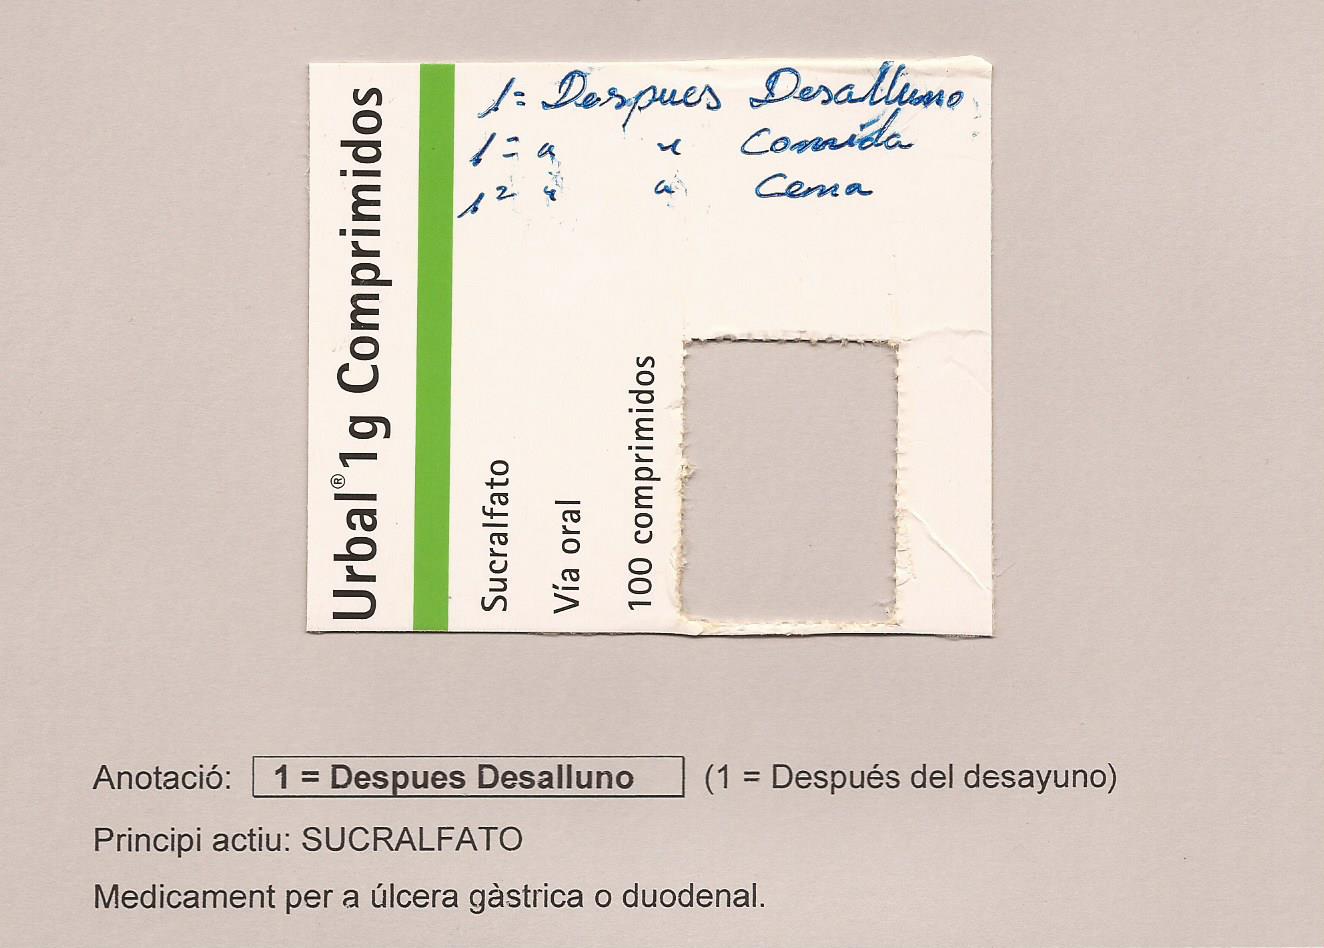 1= Despues Desalluno
1= " " Comida
1= " " Cena
Urbal® 1g Comprimidos
Sucralfato
Vía oral
100 comprimidos
Anotació: 1 = Despues Desalluno (1 = Después del desayuno)
Principi actiu: SUCRALFATO
Medicament per a úlcera gàstrica o duodenal.